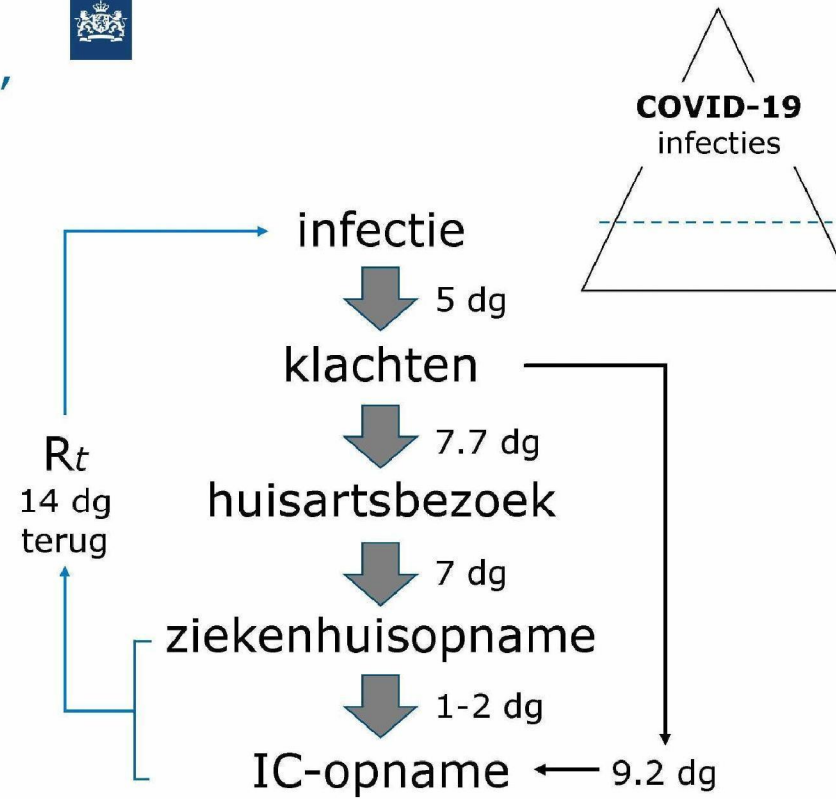 ,
COVID-19
infecties
infectie
5 dg
klachten
7.7 dg
Rt
14 dg
terug
huisartsbezoek
7 dg
ziekenhuisopname
1-2 dg
IC-opname
9.2 dg